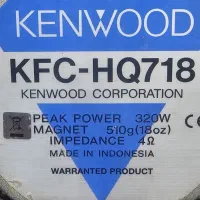 KENWOOD
KFC-HQ718
KENWOOD CORPORATION
PEAK POWER 320W
MAGNET 510g(18oz)
IMPEDANCE 4Ω
MADE IN INDONESIA
WARRANTED PRODUCT